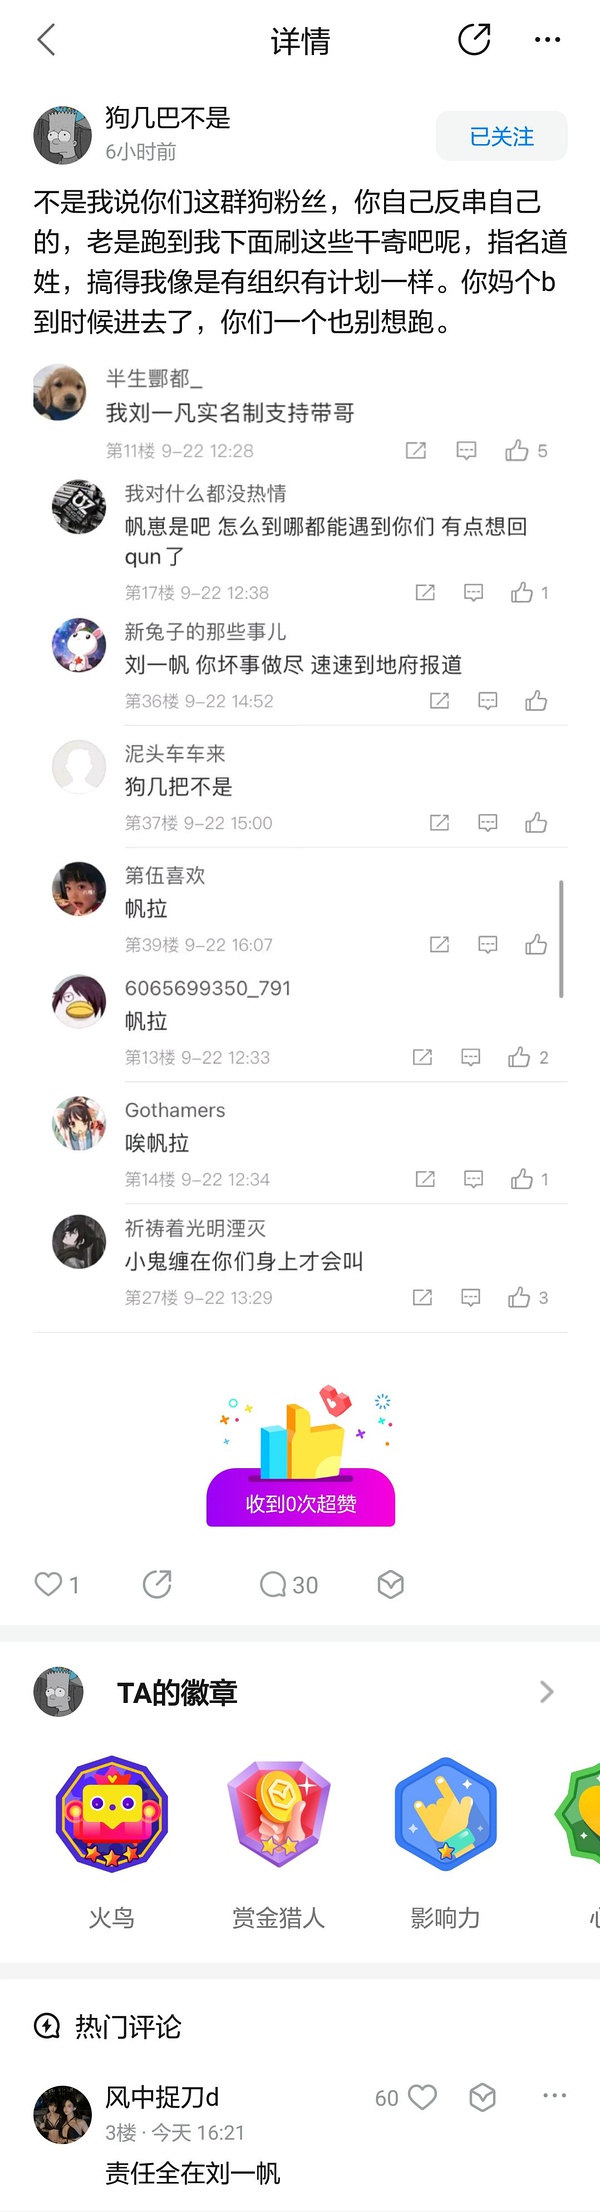 详情
狗几巴不是
6小时前
已关注
不是我说你们这群狗粉丝，你自己反串自己
的，老是跑到我下面刷这些干寄吧呢，指名道
姓，搞得我像是有组织有计划一样。你妈个b
到时候进去了，你们一个也别想跑。
半生酆都_
我刘一凡实名制支持带哥
第11楼 9-22 12:28
5
我对什么都没热情
帆崽是吧 怎么到哪都能遇到你们 有点想回
qun了
第17楼 9-22 12:38
1
新兔子的那些事儿
刘一帆 你坏事做尽 速速到地府报道
第36楼 9-22 14:52
泥头车车来
狗几把不是
第37楼 9-22 15:00
第伍喜欢
帆拉
第39楼 9-22 16:07
6065699350_791
帆拉
第13楼 9-22 12:33
2
Gothamers
唉帆拉
第14楼 9-22 12:34
1
祈祷着光明湮灭
小鬼缠在你们身上才会叫
第27楼 9-22 13:29
3
收到0次超赞
1
30
TA的徽章
火鸟
赏金猎人
影响力
热门评论
风中捉刀d
60
3楼 · 今天 16:21
责任全在刘一帆